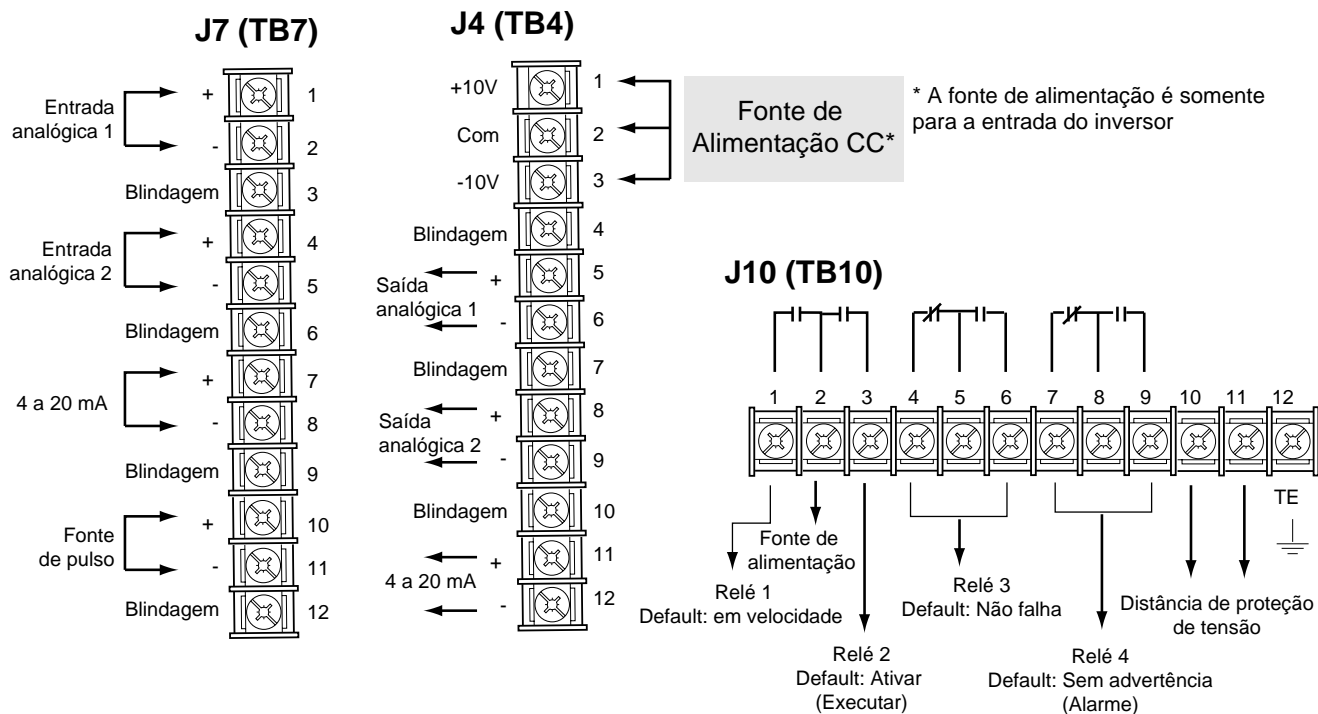 J7 (TB7)
Entrada
analógica 1
+
1
-
2
Blindagem
3
Entrada
analógica 2
+
4
-
5
Blindagem
6
4 a 20 mA
+
7
-
8
Blindagem
9
Fonte
de pulso
+
10
-
11
Blindagem
12
J4 (TB4)
+10V
1
Com
2
-10V
3
Blindagem
4
Saída
analógica 1
+
5
-
6
Blindagem
7
Saída
analógica 2
+
8
-
9
Blindagem
10
4 a 20 mA
+
11
-
12
Fonte de
Alimentação CC*
* A fonte de alimentação é somente
para a entrada do inversor
J10 (TB10)
1 2 3 4 5 6 7 8 9 10 11 12
TE
Relé 1
Default: em velocidade
Fonte de
alimentação
Relé 2
Default: Ativar
(Executar)
Relé 3
Default: Não falha
Relé 4
Default: Sem advertência
(Alarme)
Distância de proteção
de tensão